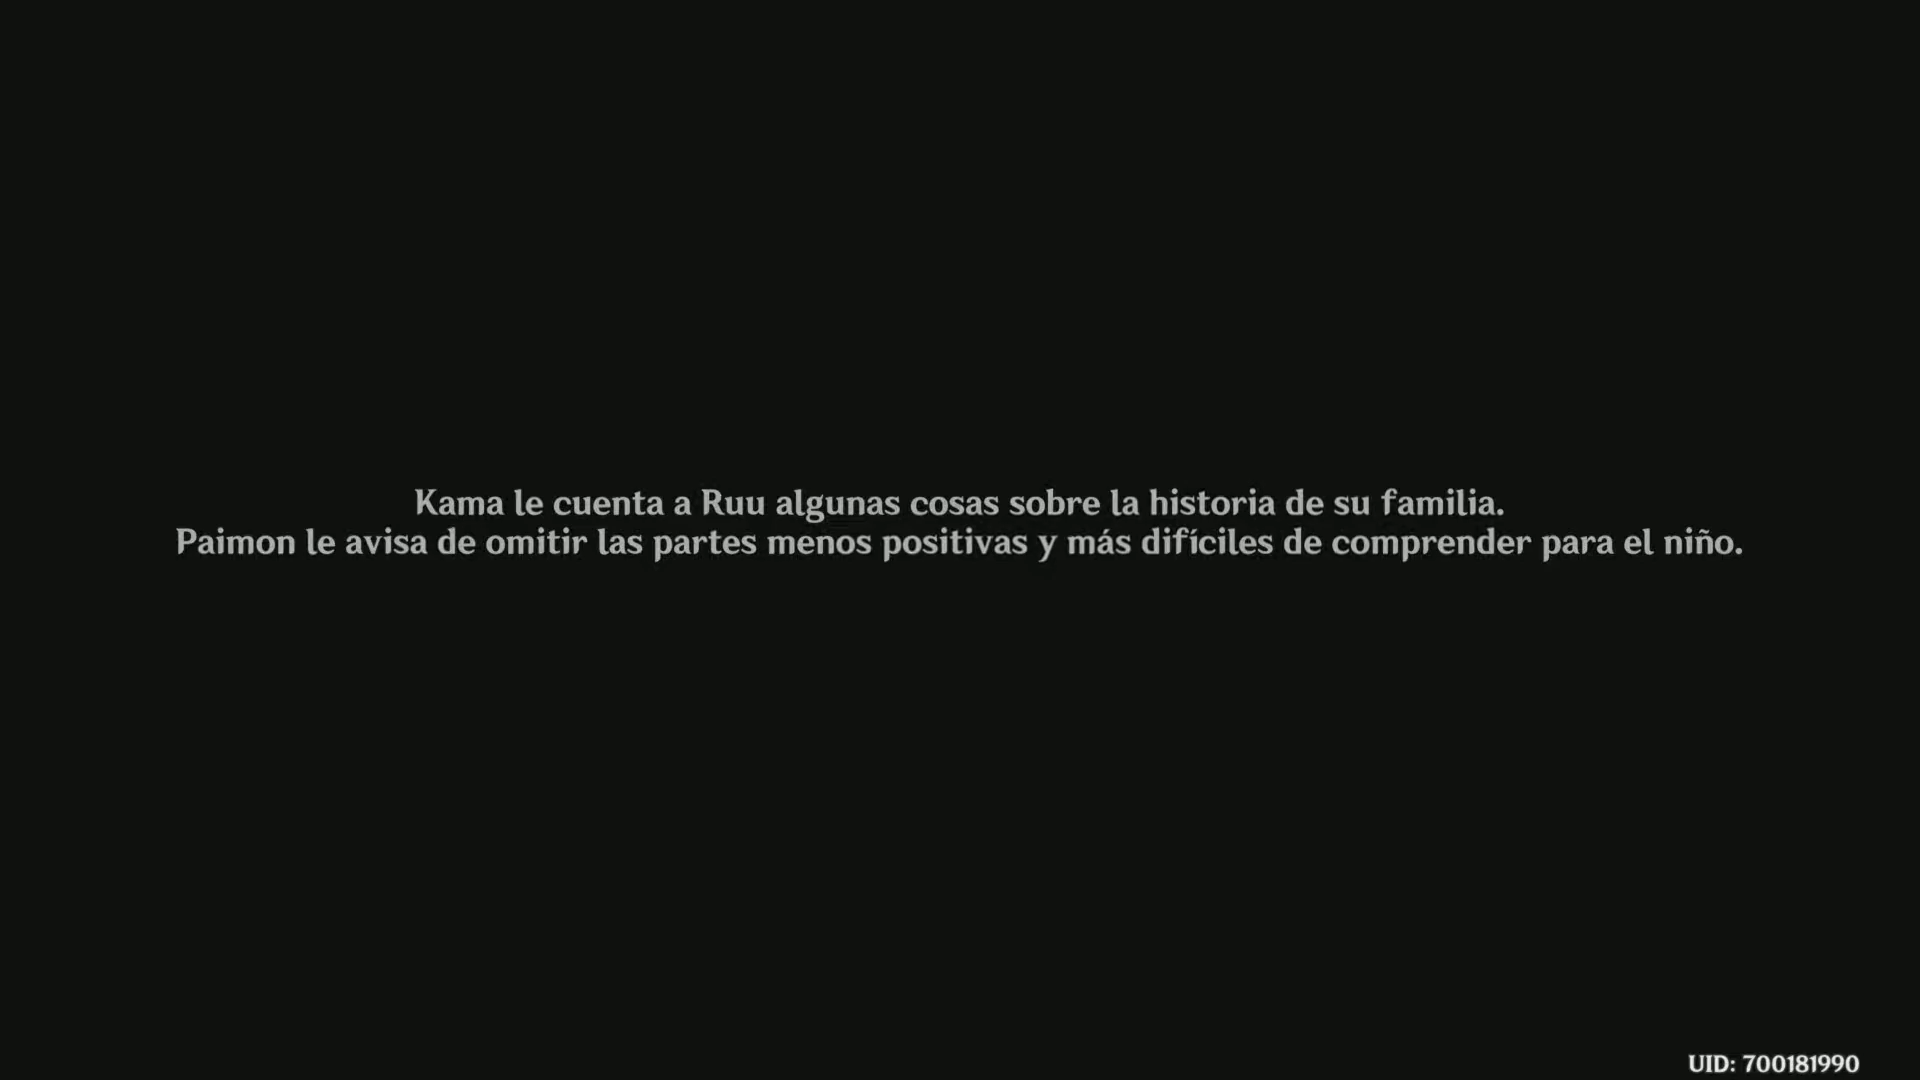 Kama le cuenta a Ruu algunas cosas sobre la historia de su familia.
Paimon le avisa de omitir las partes menos positivas y más difíciles de comprender para el niño.
UID: 700181990